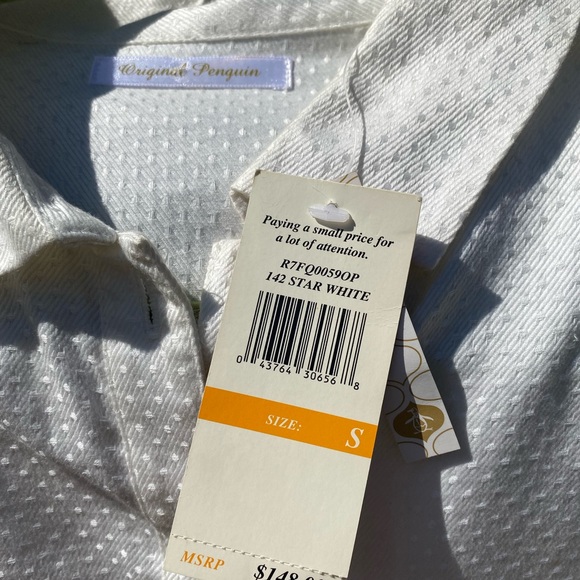 Original Penguin
Paying a small price for
a lot of attention.
R7FQ0059OP
142 STAR WHITE
0 43764 30656 8
SIZE: S
MSRP